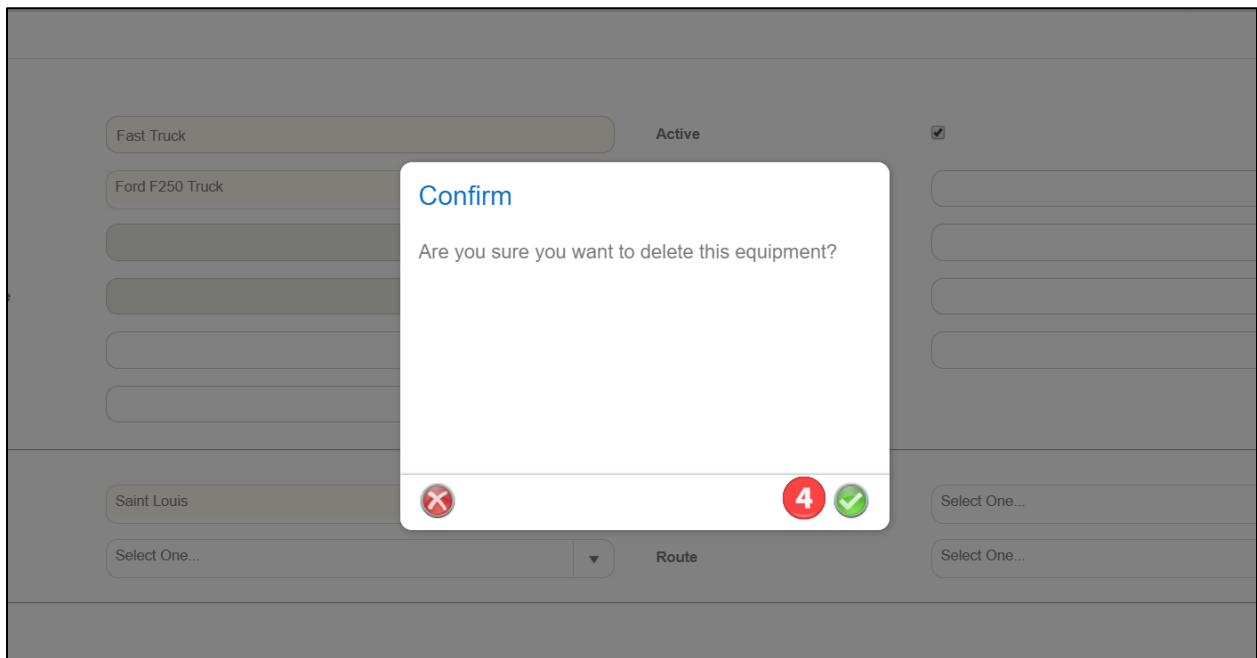 Fast Truck
Active
Ford F250 Truck
Confirm
Are you sure you want to delete this equipment?
e
4
Saint Louis
Select One...
Select One...
Route
Select One...